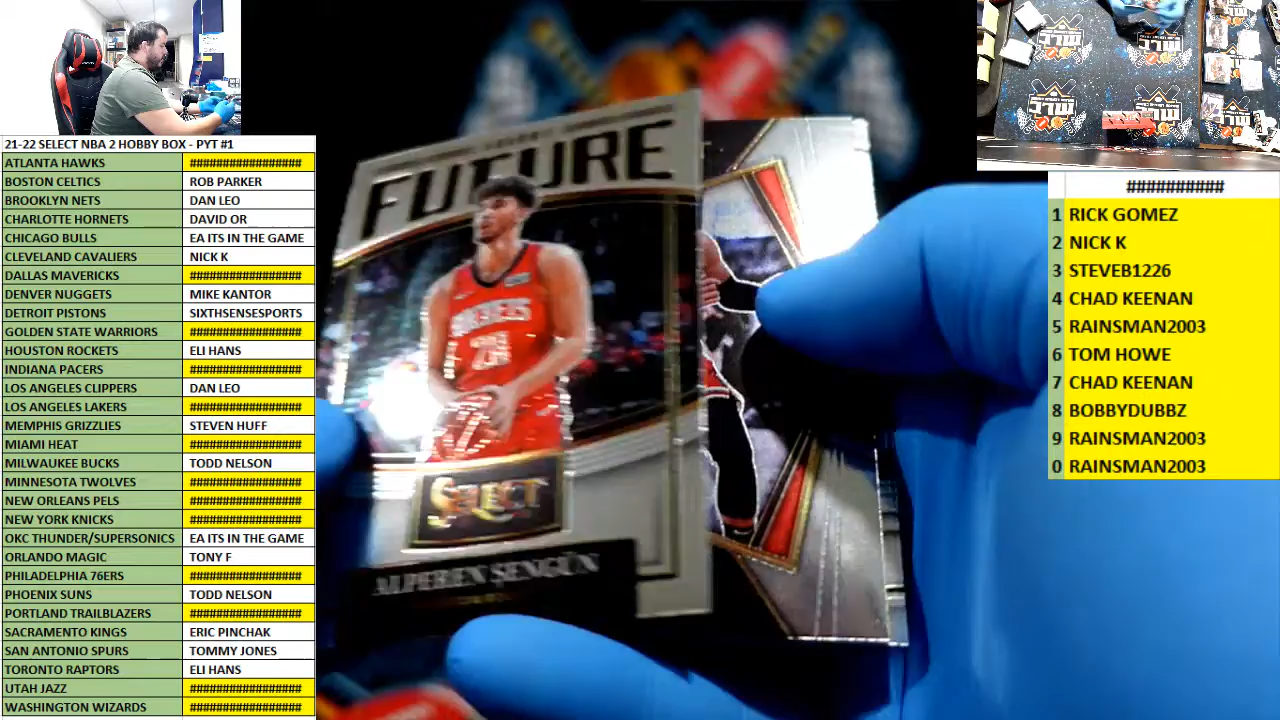 21-22 SELECT NBA 2 HOBBY BOX - PYT #1
ATLANTA HAWKS ################
BOSTON CELTICS ROB PARKER
BROOKLYN NETS DAN LEO
CHARLOTTE HORNETS DAVID OR
CHICAGO BULLS EA ITS IN THE GAME
CLEVELAND CAVALIERS NICK K
DALLAS MAVERICKS ################
DENVER NUGGETS MIKE KANTOR
DETROIT PISTONS SIXTHSENSESPORTS
GOLDEN STATE WARRIORS ################
HOUSTON ROCKETS ELI HANS
INDIANA PACERS ################
LOS ANGELES CLIPPERS DAN LEO
LOS ANGELES LAKERS ################
MEMPHIS GRIZZLIES STEVEN HUFF
MIAMI HEAT ################
MILWAUKEE BUCKS TODD NELSON
MINNESOTA TWOLVES ################
NEW ORLEANS PELS ################
NEW YORK KNICKS ################
OKC THUNDER/SUPERSONICS EA ITS IN THE GAME
ORLANDO MAGIC TONY F
PHILADELPHIA 76ERS ################
PHOENIX SUNS TODD NELSON
PORTLAND TRAILBLAZERS ################
SACRAMENTO KINGS ERIC PINCHAK
SAN ANTONIO SPURS TOMMY JONES
TORONTO RAPTORS ELI HANS
UTAH JAZZ ################
WASHINGTON WIZARDS ################
FUTURE
ROCKETS
28
SELECT
ALPEREN ŞENGÜN
##########
1 RICK GOMEZ
2 NICK K
3 STEVEB1226
4 CHAD KEENAN
5 RAINSMAN2003
6 TOM HOWE
7 CHAD KEENAN
8 BOBBYDUBBZ
9 RAINSMAN2003
0 RAINSMAN2003